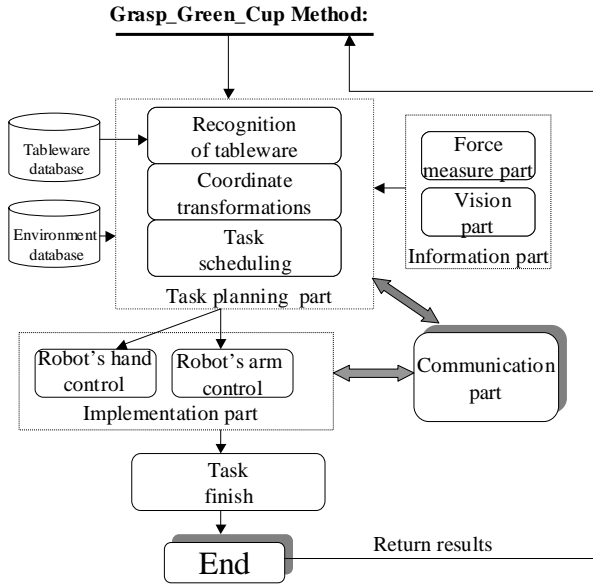 Grasp_Green_Cup Method:
Recognition
of tableware
Tableware
database
Coordinate
transformations
Environment
database
Task
scheduling
Task planning part
Force
measure part
Vision
part
Information part
Robot's hand
control
Robot's arm
control
Implementation part
Communication
part
Task
finish
End
Return results